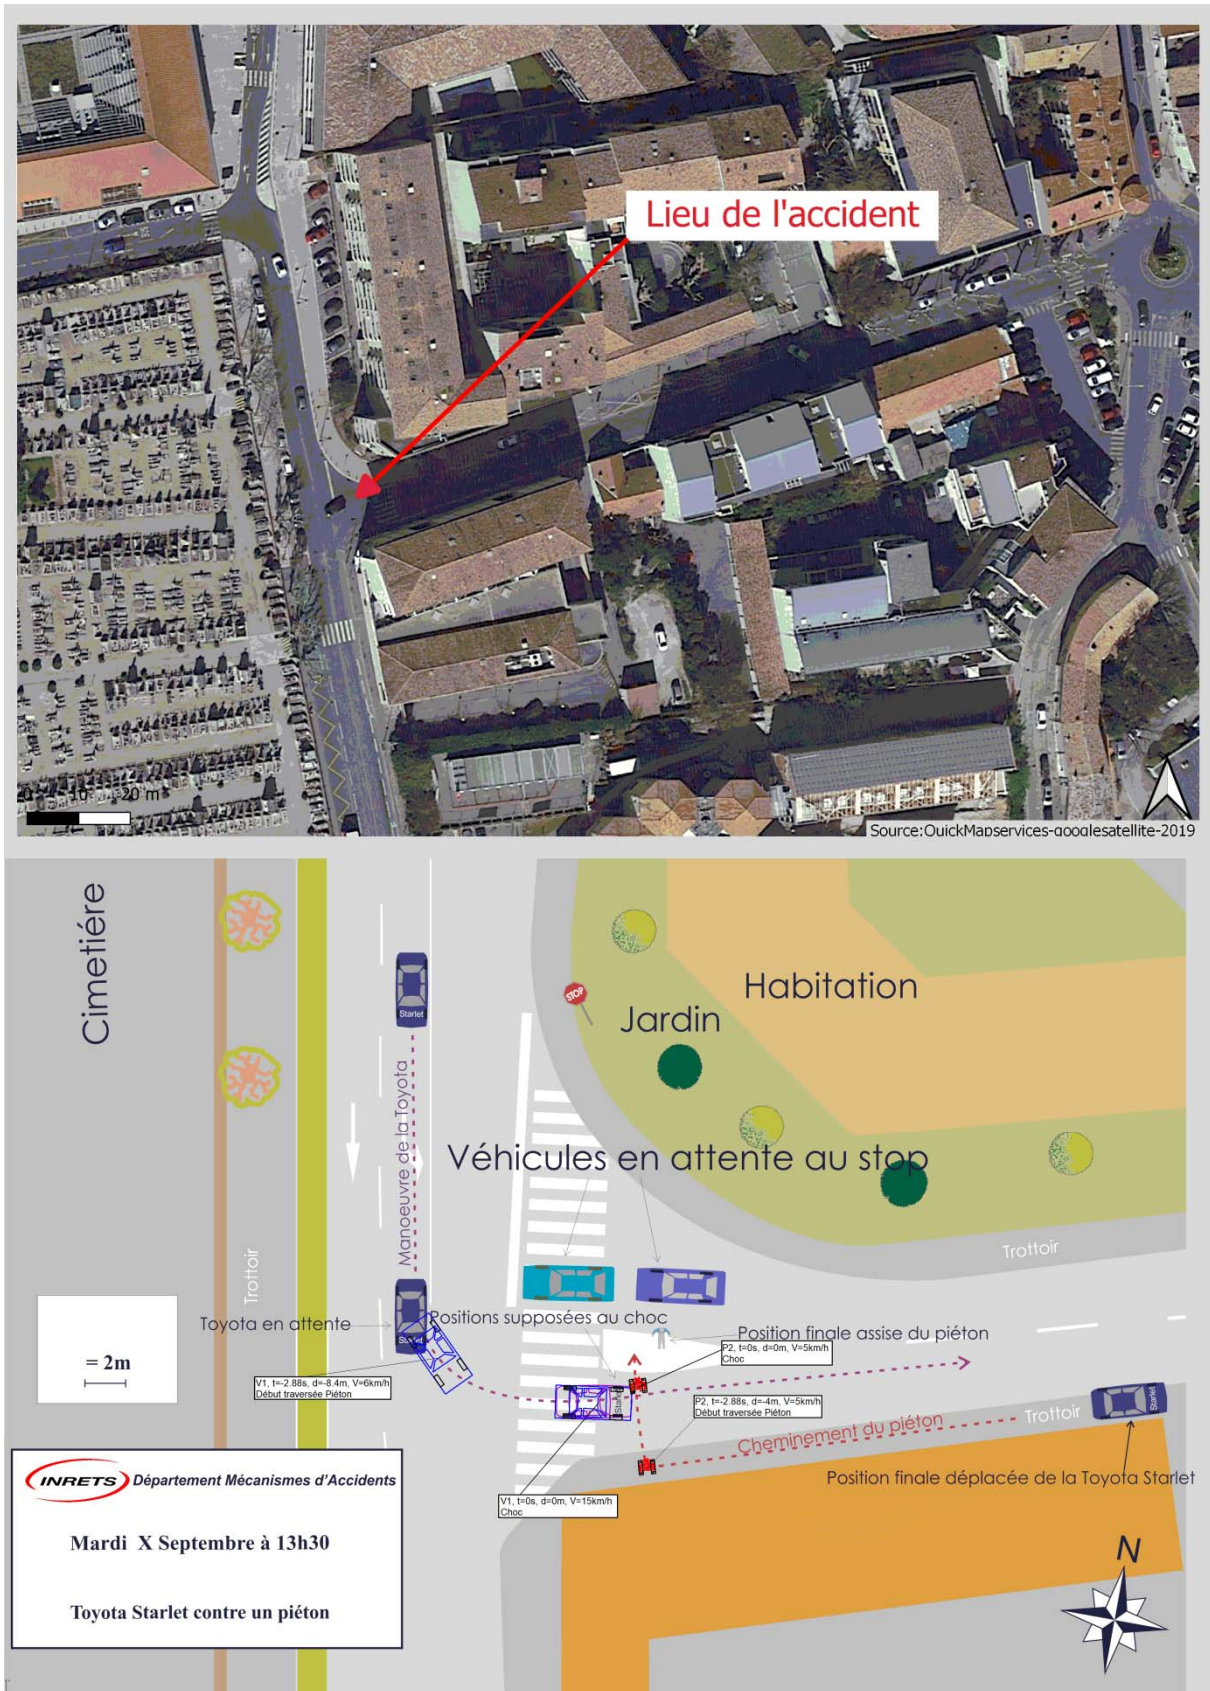 Lieu de l'accident
0 10 20 m
Source:QuickMapservices-googlesatellite-2019
Cimetiére
Starlet
STOP
Habitation
Jardin
Manoeuvre de la Toyota
Véhicules en attente au stop
Trottoir
Trottoir
Toyota en attente
Starlet
Positions supposées au choc
Position finale assise du piéton
P2, t=0s, d=0m, V=5km/h
Choc
= 2m
V1, t=-2.88s, d=-8.4m, V=6km/h
Début traversée Piéton
Starlet
P2, t=-2.88s, d=-4m, V=5km/h
Début traversée Piéton
Starlet
Trottoir
Cheminement du piéton
Position finale déplacée de la Toyota Starlet
V1, t=0s, d=0m, V=15km/h
Choc
INRETS Département Mécanismes d'Accidents
Mardi X Septembre à 13h30
Toyota Starlet contre un piéton
N